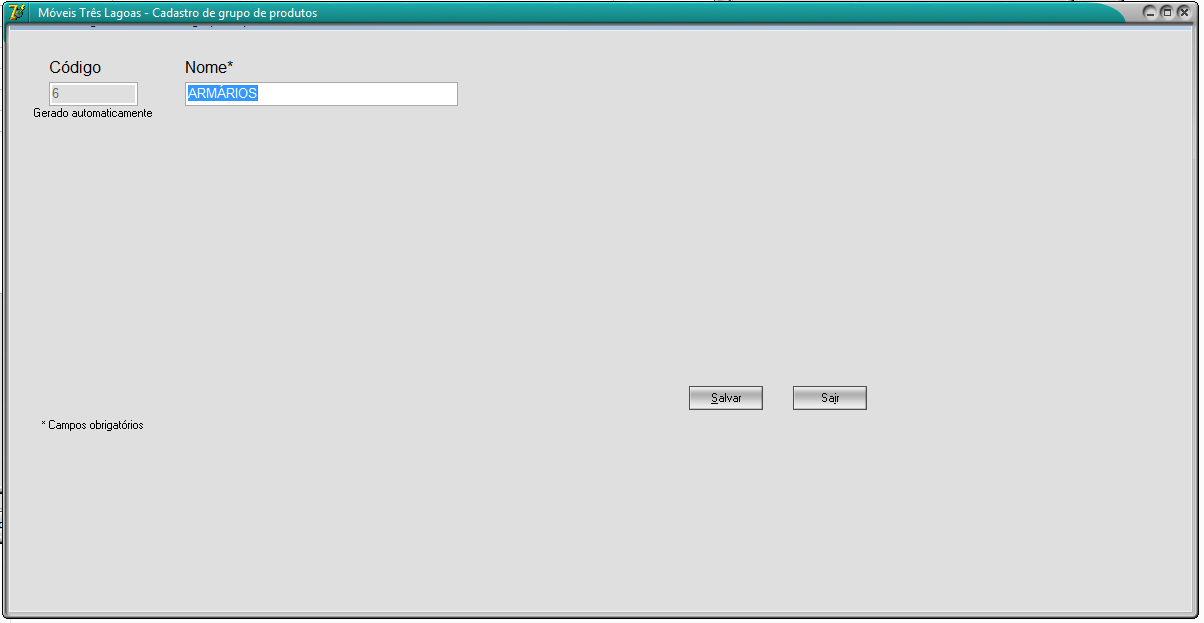 Móveis Três Lagoas - Cadastro de grupo de produtos
Código Nome*
6 ARMÁRIOS
Gerado automaticamente
Salvar Sair
* Campos obrigatórios